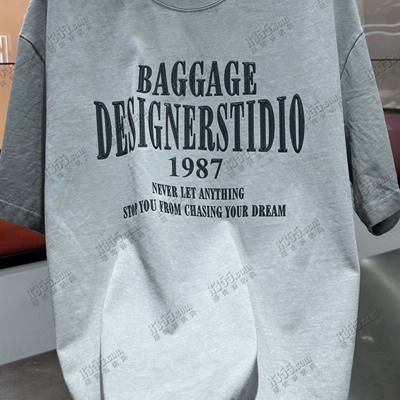 BAGGAGE
DESIGNERSTIDIO
1987
NEVER LET ANYTHING
STOP YOU FROM CHASING YOUR DREAM